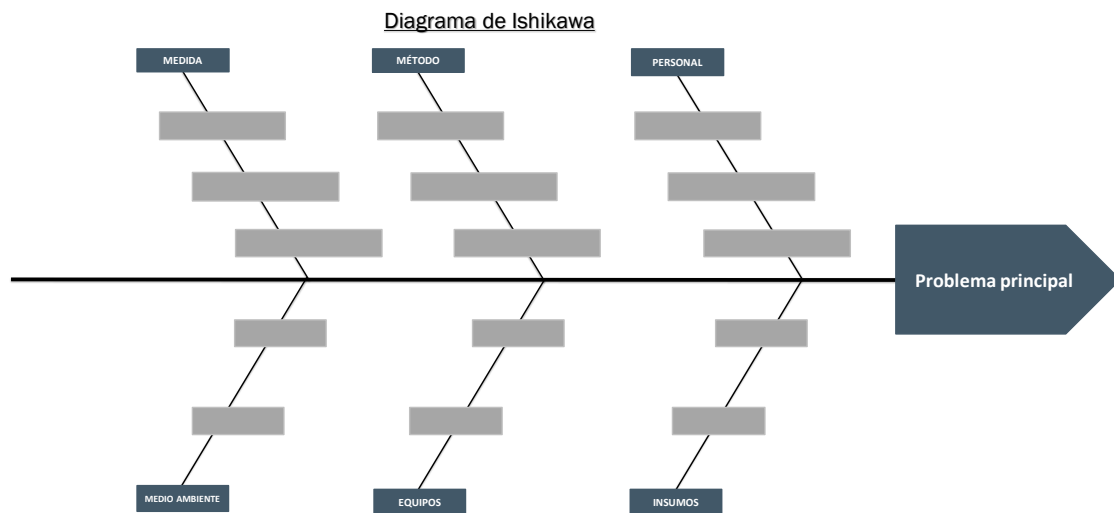 Diagrama de Ishikawa
MEDIDA
MÉTODO
PERSONAL
Problema principal
MEDIO AMBIENTE
EQUIPOS
INSUMOS